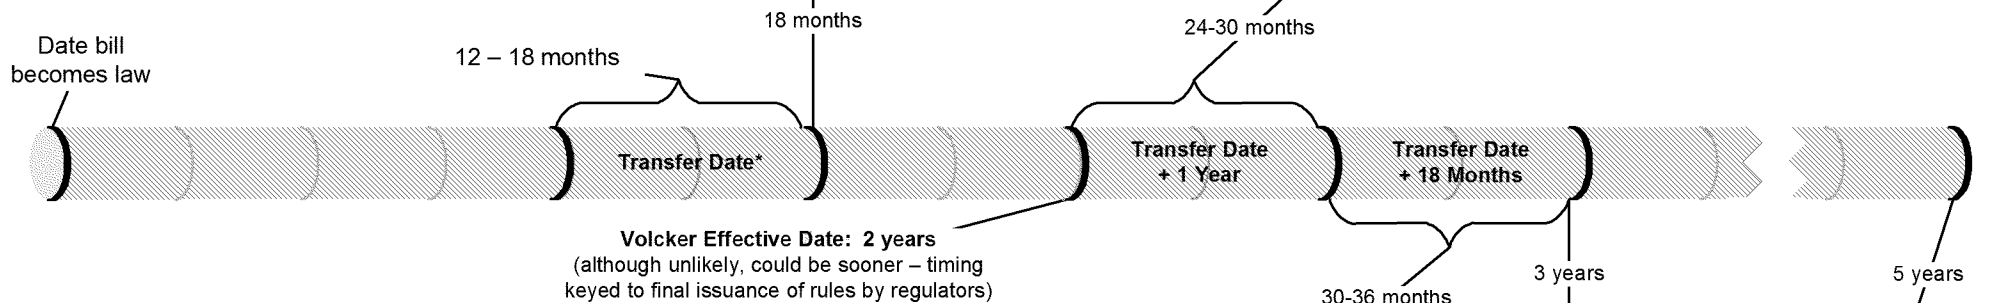 18 months
24-30 months
Date bill
becomes law
12 – 18 months
Transfer Date*
Transfer Date
+ 1 Year
Transfer Date
+ 18 Months
Volcker Effective Date:  2 years
(although unlikely, could be sooner – timing
keyed to final issuance of rules by regulators)
3 years
5 years
30-36 months